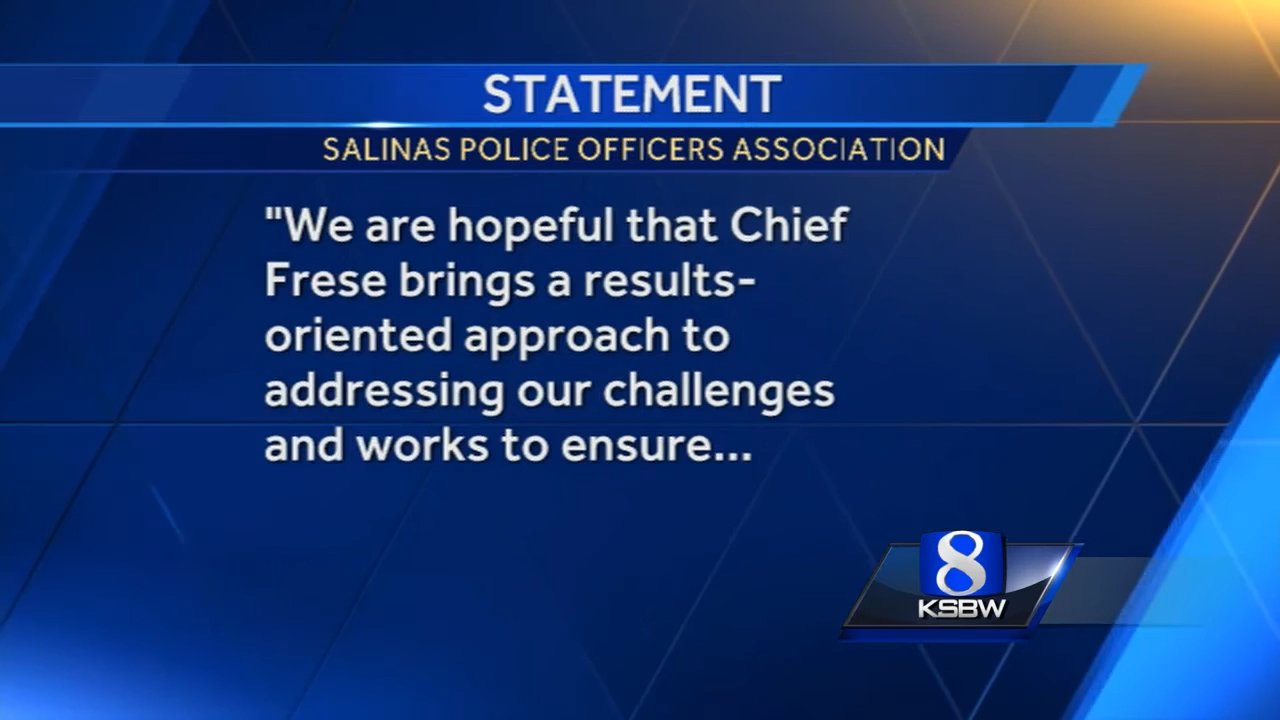 STATEMENT
SALINAS POLICE OFFICERS ASSOCIATION
"We are hopeful that Chief
Frese brings a results-
oriented approach to
addressing our challenges
and works to ensure...
8
KSBW